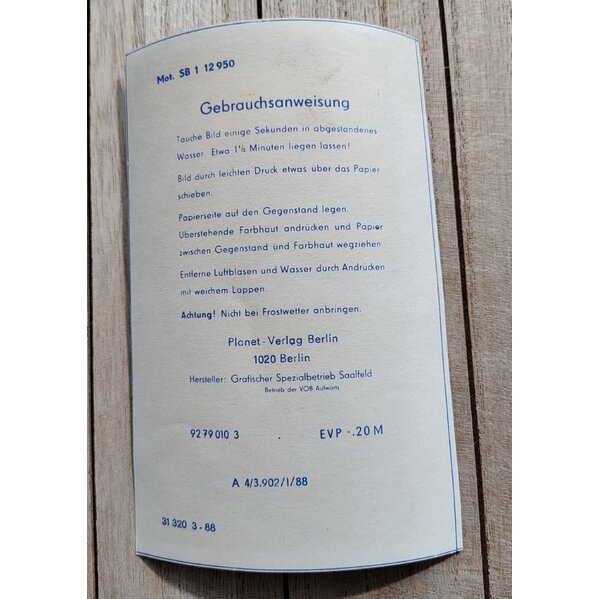 Mot. SB 1 12 950
Gebrauchsanweisung
Tauche Bild einige Sekunden in abgestandenes
Wasser. Etwa 1½ Minuten liegen lassen!
Bild durch leichten Druck etwas über das Papier
schieben.
Papierseite auf den Gegenstand legen.
Überstehende Farbhaut andrücken und Papier
zwischen Gegenstand und Farbhaut wegziehen
Entferne Luftblasen und Wasser durch Andrücken
mit weichem Lappen.
Achtung! Nicht bei Frostwetter anbringen.
Planet-Verlag Berlin
1020 Berlin
Hersteller: Grafischer Spezialbetrieb Saalfeld
Betrieb der VOB Aufwärts
92 79 010 3 . EVP -.20 M
A 4/3.902/1/88
31 320 3-88